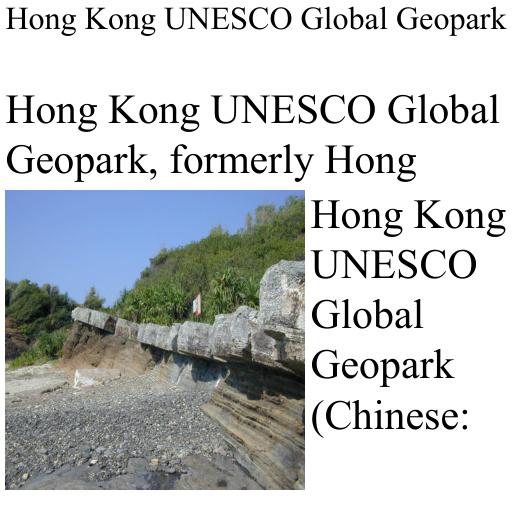 Hong Kong UNESCO Global Geopark
Hong Kong UNESCO Global
Geopark, formerly Hong
Hong Kong
UNESCO
Global
Geopark
(Chinese: